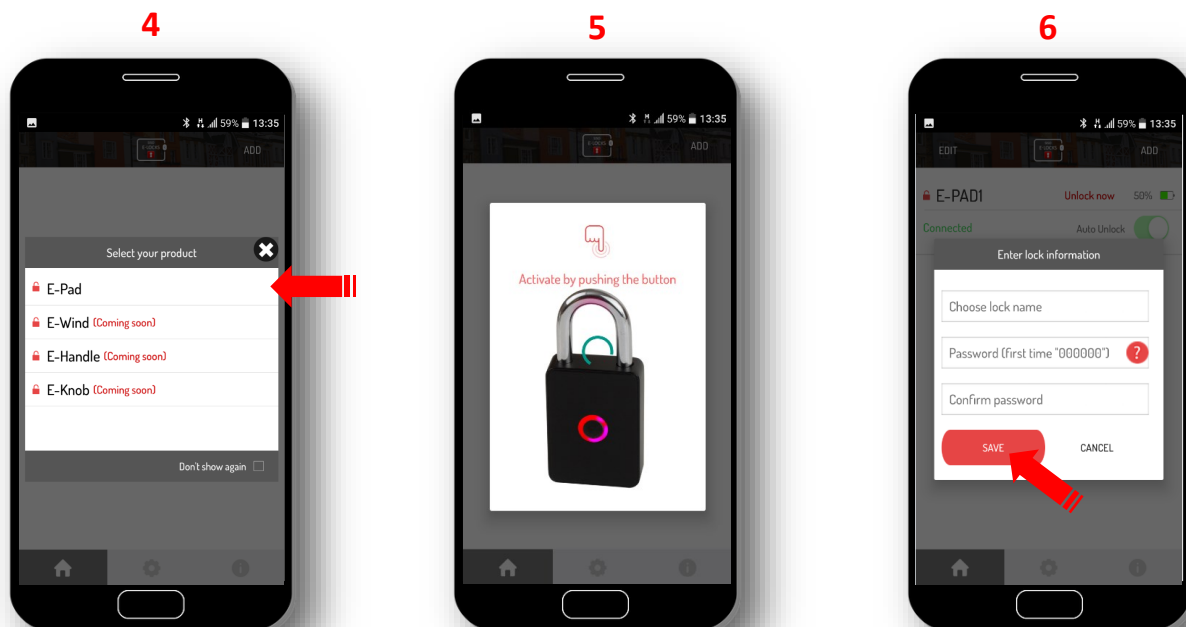 4
59% 13:35
ADD
Select your product
E-Pad
E-Wind (Coming soon)
E-Handle (Coming soon)
E-Knob (Coming soon)
Don't show again
5
59% 13:35
ADD
Activate by pushing the button
6
59% 13:35
EDIT ADD
E-PAD1 Unlock now 50%
Connected Auto Unlock
Enter lock information
Choose lock name
Password (first time "000000") ?
Confirm password
SAVE CANCEL